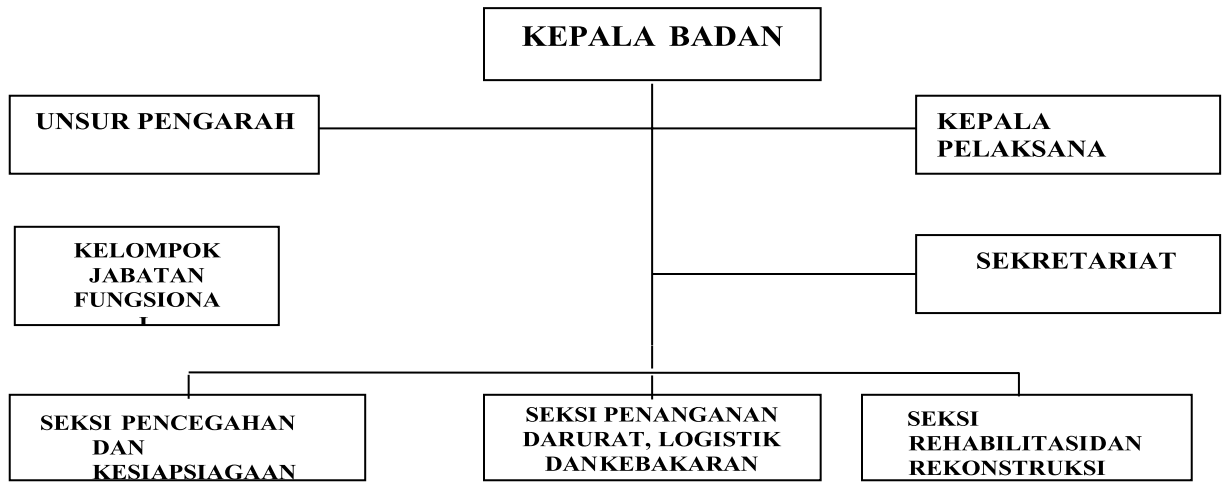 KEPALA BADAN
UNSUR PENGARAH
KEPALA
PELAKSANA
KELOMPOK
JABATAN
FUNGSIONA
L
SEKRETARIAT
SEKSI PENCEGAHAN
DAN
KESIAPSIAGAAN
SEKSI PENANGANAN
DARURAT, LOGISTIK
DANKEBAKARAN
SEKSI
REHABILITASIDAN
REKONSTRUKSI